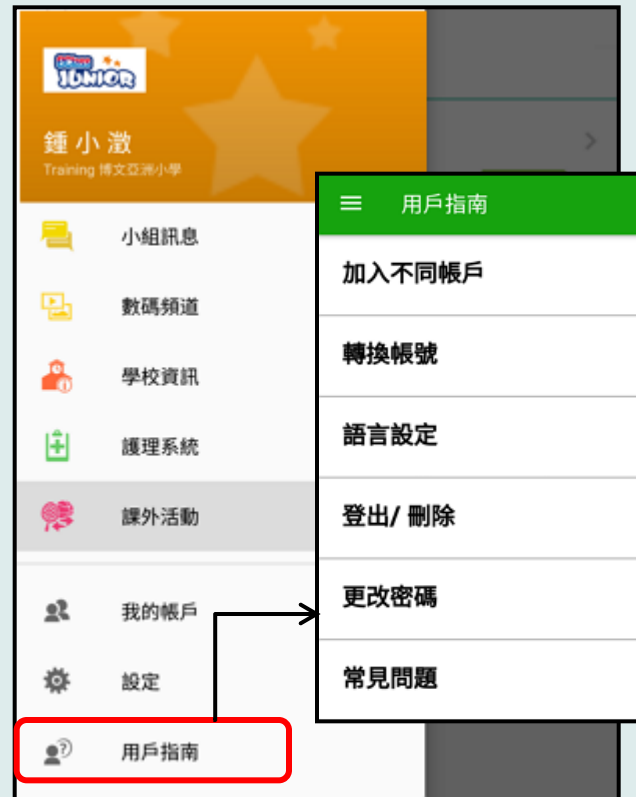 JUNIOR
鍾小澂
Training 博文亞洲小學
小組訊息
數碼頻道
學校資訊
護理系統
課外活動
我的帳戶
設定
用戶指南
用戶指南
加入不同帳戶
轉換帳號
語言設定
登出/ 刪除
更改密碼
常見問題